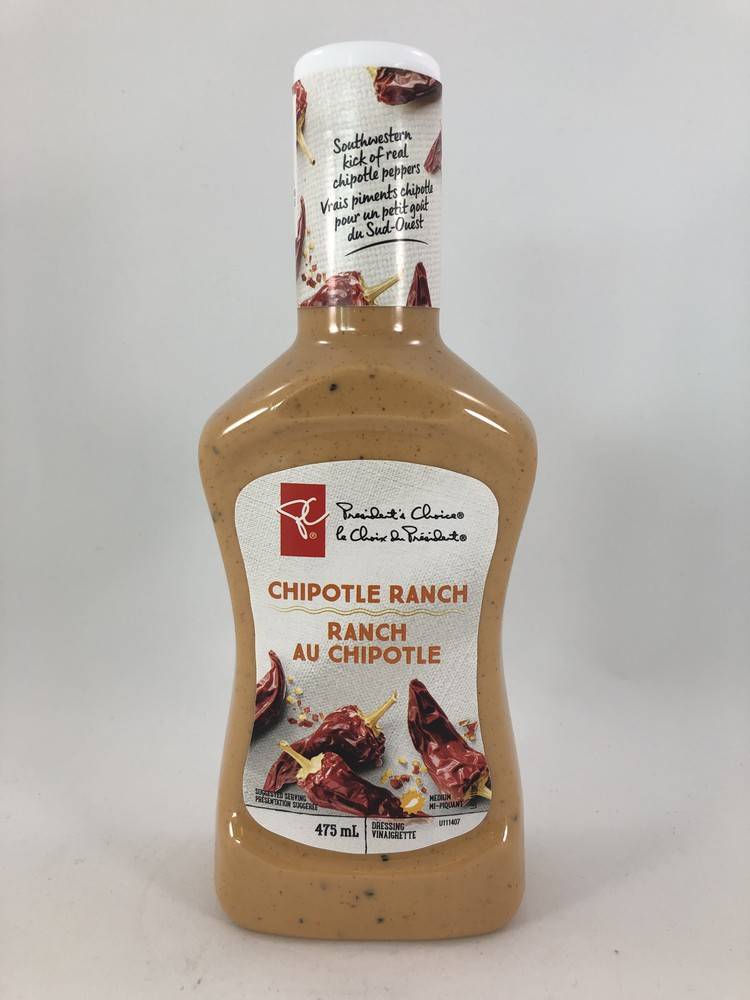 Southwestern
kick of real
chipotle peppers
Vrais piments chipotle
pour un petit goût
du Sud-Ouest
PC®
President's Choice®
le Choix du Président®
CHIPOTLE RANCH
RANCH
AU CHIPOTLE
SUGGESTED SERVING
PRÉSENTATION SUGGÉRÉE
MEDIUM
MI-PIQUANT
475 mL
DRESSING
VINAIGRETTE
U111407